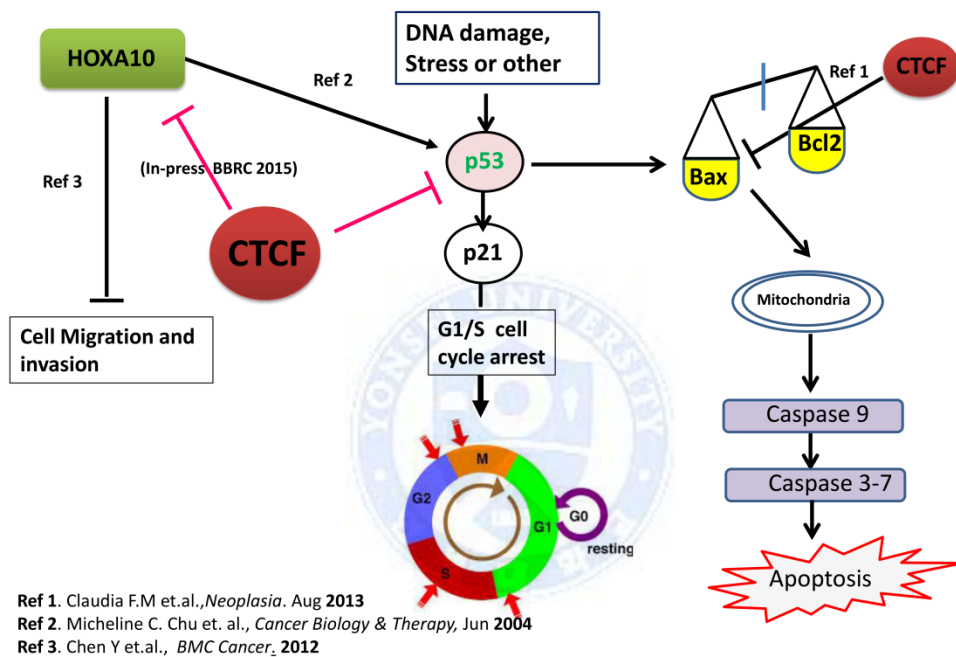 HOXA10
DNA damage,
Stress or other
Ref 2
Ref 1
CTCF
p53
Bax
Bcl2
Ref 3
(In-press BBRC 2015)
CTCF
p21
Mitochondria
Cell Migration and
invasion
G1/S cell
cycle arrest
Caspase 9
Caspase 3-7
Apoptosis
M
G2
G1
G0
resting
S
YONSEI UNIVERSITY
Ref 1. Claudia F.M et.al.,Neoplasia. Aug 2013
Ref 2. Micheline C. Chu et. al., Cancer Biology & Therapy, Jun 2004
Ref 3. Chen Y et.al., BMC Cancer. 2012